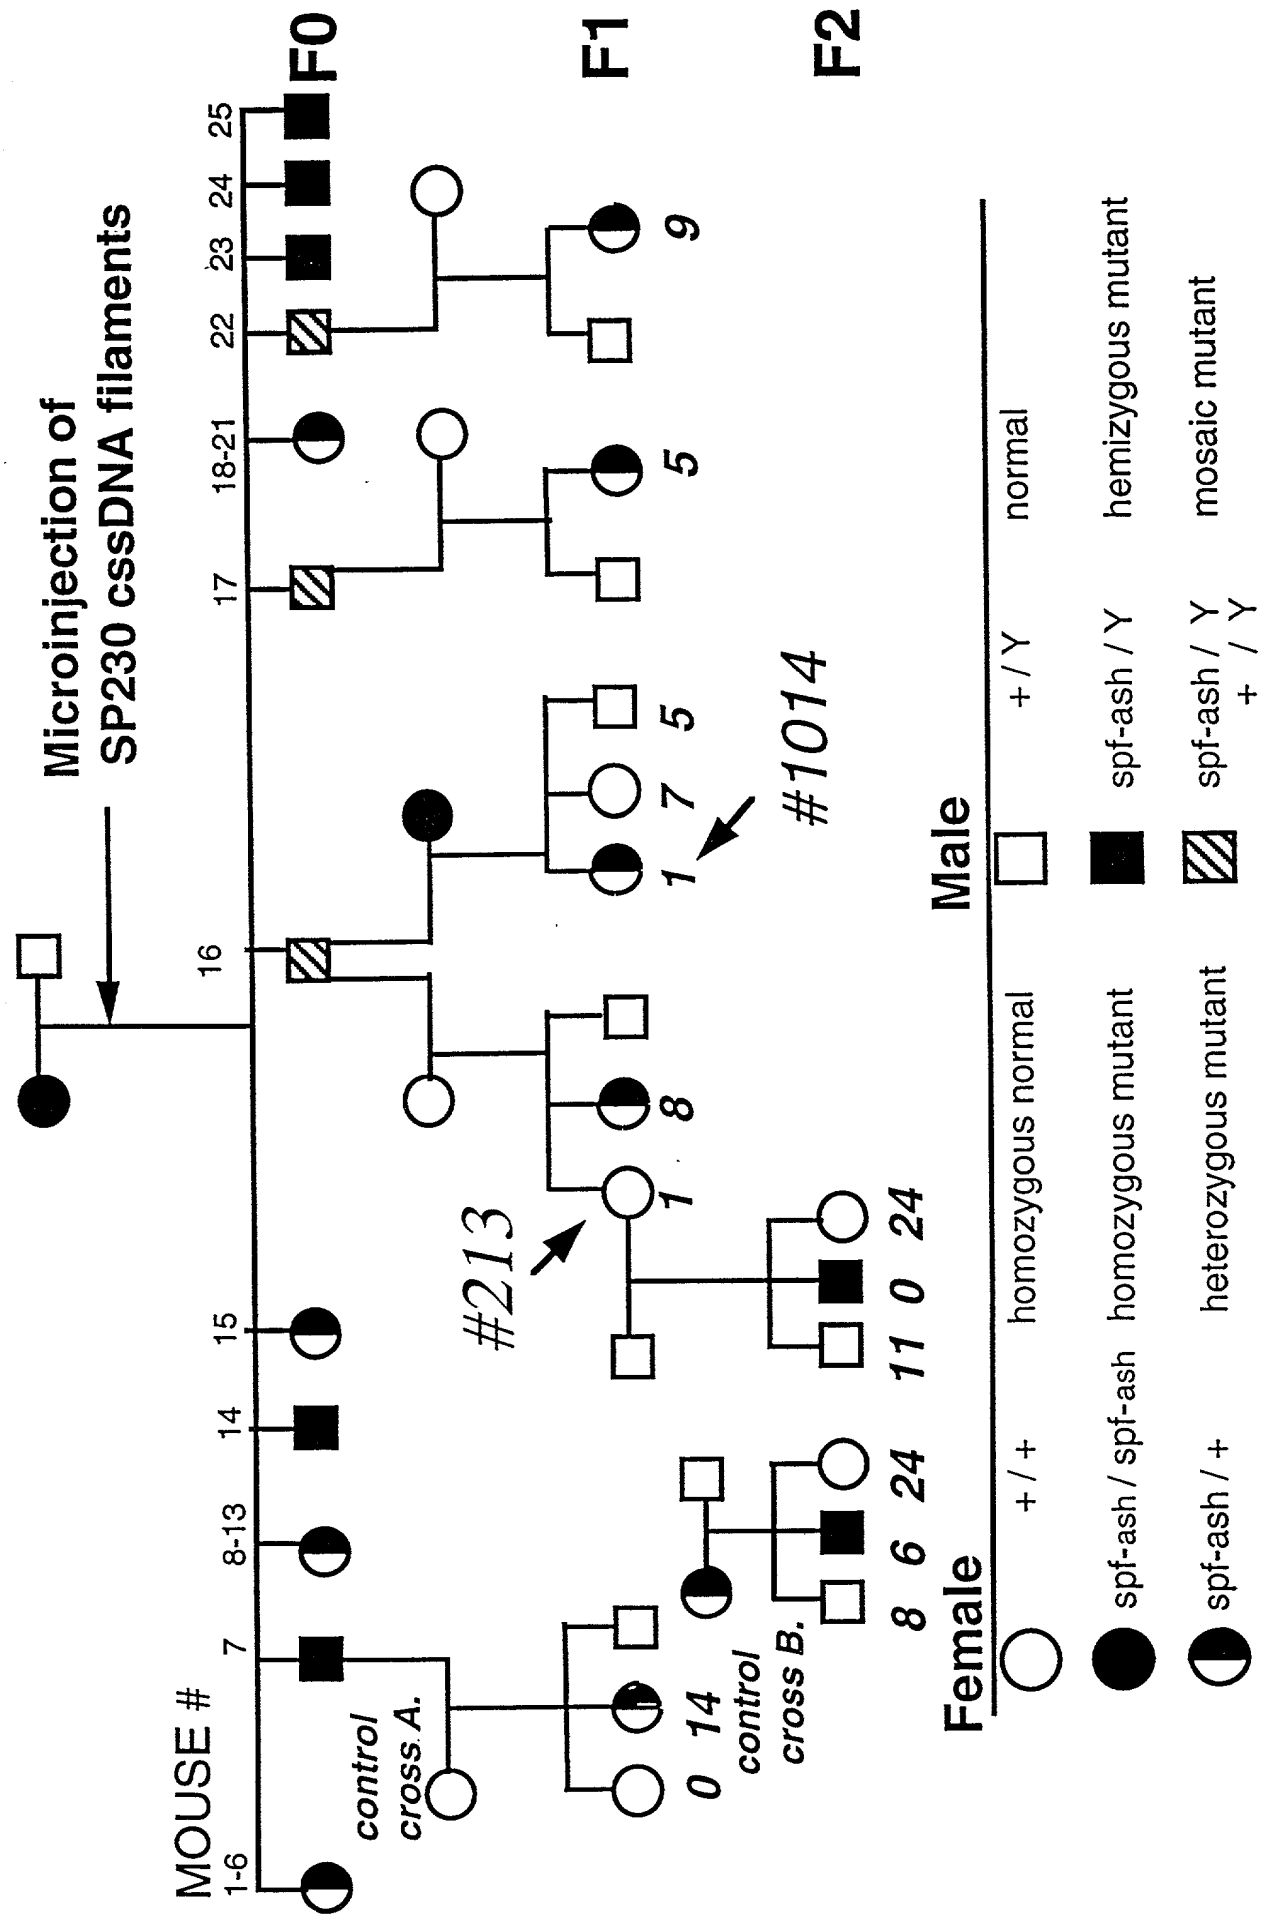 Microinjection of
SP230 cssDNA filaments
MOUSE #
1-6 7 8-13 14 15 16 17 18-21 22 23 24 25
F0
control
cross A.
#213
F1
0 14
1 8
1 7 5
5
9
#1014
control
cross B.
F2
8 6 24
11 0 24
Female Male
+ / + homozygous normal + / Y normal
spf-ash / spf-ash homozygous mutant spf-ash / Y hemizygous mutant
spf-ash / + heterozygous mutant spf-ash / Y mosaic mutant
+ / Y